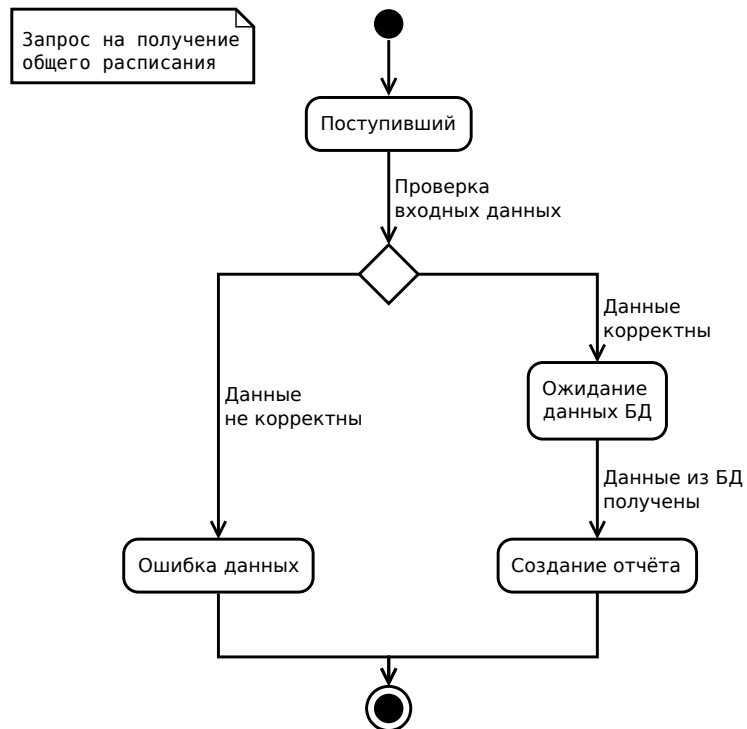 Запрос на получение
общего расписания
Поступивший
Проверка
входных данных
Данные
корректны
Ожидание
данных БД
Данные
не корректны
Данные из БД
получены
Ошибка данных
Создание отчёта